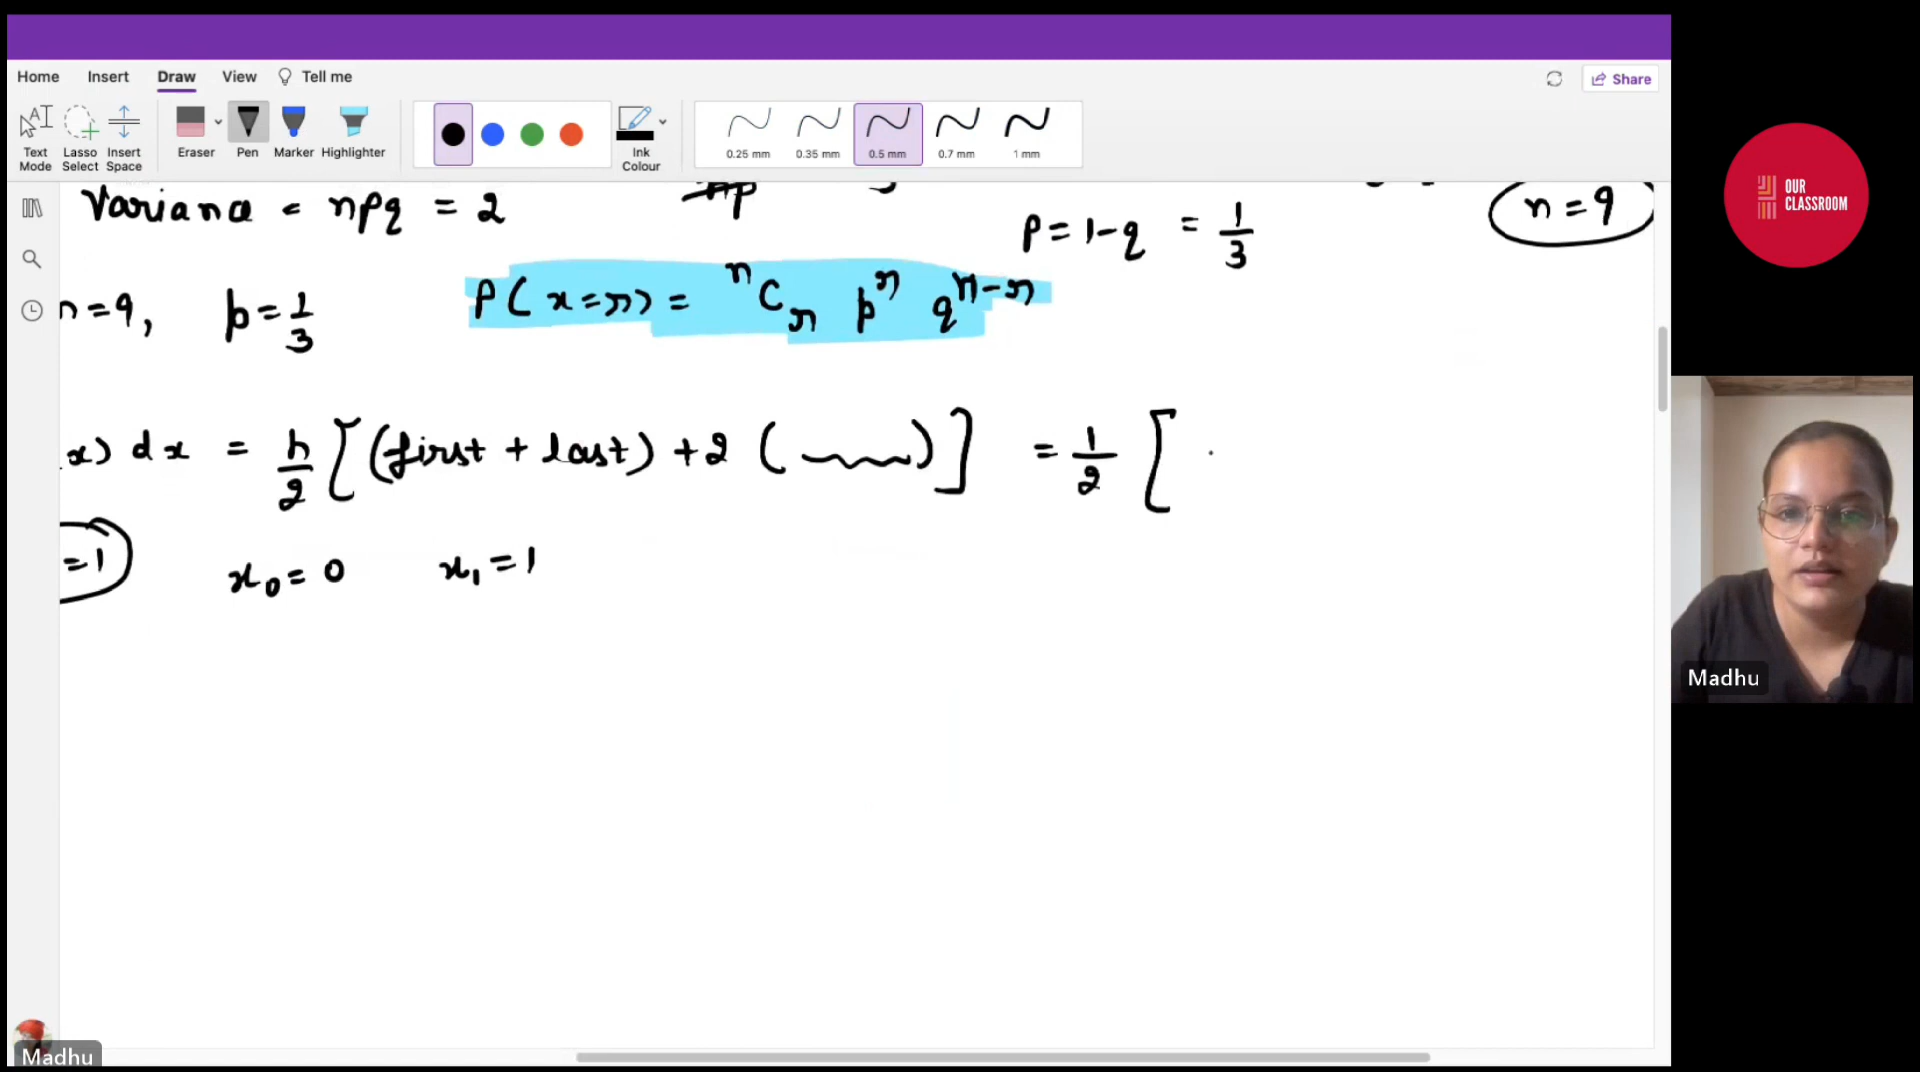 Home Insert Draw View Tell me
Share
Text Mode
Lasso Select
Insert Space
Eraser
Pen
Marker
Highlighter
Ink Colour
0.25 mm
0.35 mm
0.5 mm
0.7 mm
1 mm
OUR CLASSROOM
Variance = npq = 2
np
p = 1-q = 1/3
n = 9
n = 9, p = 1/3
P(x=r) = ⁿCᵣ pʳ qⁿ⁻ʳ
x) dx = h/2 [(first + last) + 2 ( )] = 1/2 [
= 1 x₀ = 0 x₁ = 1
Madhu
Madhu